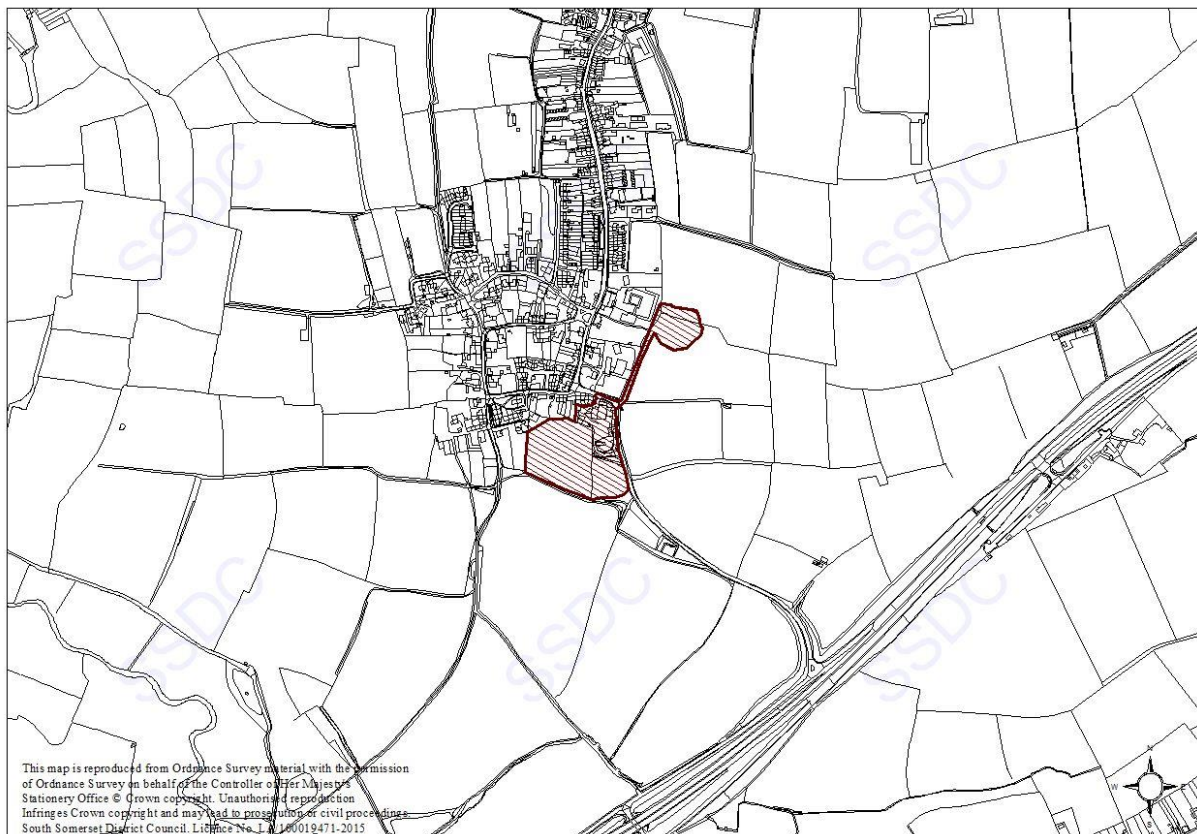 SSDC
SSDC
SSDC
SSDC
SSDC
This map is reproduced from Ordnance Survey material with the permission
of Ordnance Survey on behalf of the Controller of Her Majesty's
Stationery Office © Crown copyright. Unauthorised reproduction
Infringes Crown copyright and may lead to prosecution or civil proceedings.
South Somerset District Council. Licence No. LA 100019471-2015
N
W
E
S